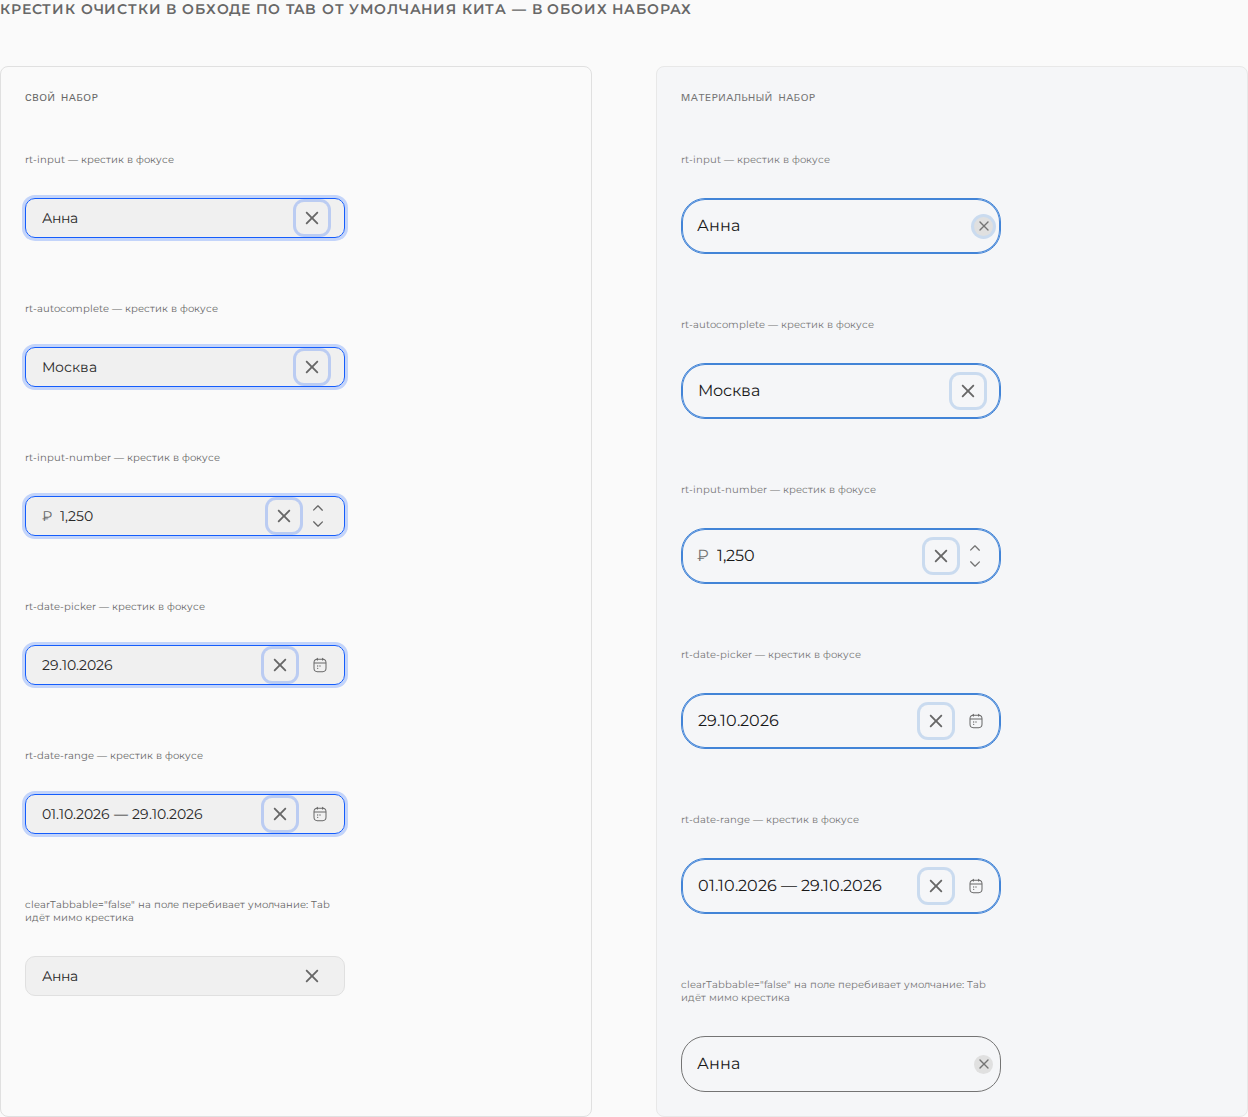 КРЕСТИК ОЧИСТКИ В ОБХОДЕ ПО TAB ОТ УМОЛЧАНИЯ КИТА — В ОБОИХ НАБОРАХ
СВОЙ НАБОР
rt-input — крестик в фокусе
Анна
rt-autocomplete — крестик в фокусе
Москва
rt-input-number — крестик в фокусе
₽ 1,250
rt-date-picker — крестик в фокусе
29.10.2026
rt-date-range — крестик в фокусе
01.10.2026 — 29.10.2026
clearTabbable="false" на поле перебивает умолчание: Tab
идёт мимо крестика
Анна
МАТЕРИАЛЬНЫЙ НАБОР
rt-input — крестик в фокусе
Анна
rt-autocomplete — крестик в фокусе
Москва
rt-input-number — крестик в фокусе
₽ 1,250
rt-date-picker — крестик в фокусе
29.10.2026
rt-date-range — крестик в фокусе
01.10.2026 — 29.10.2026
clearTabbable="false" на поле перебивает умолчание: Tab
идёт мимо крестика
Анна